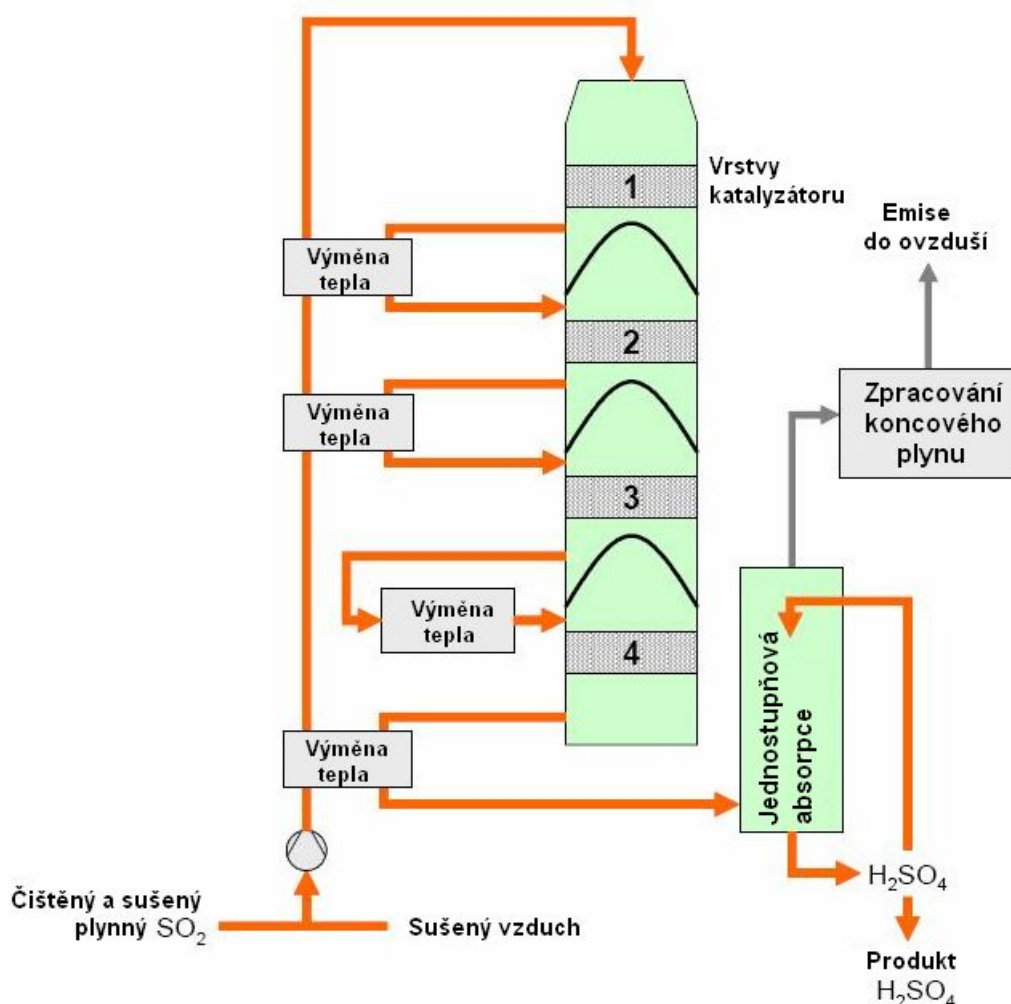 1
Vrstvy
katalyzátoru
Emise
do ovzduší
Výměna
tepla
2
Zpracování
koncového
plynu
Výměna
tepla
3
Výměna
tepla
4
Jednostupňová
absorpce
Výměna
tepla
H₂SO₄
Čištěný a sušený
plynný SO₂
Sušený vzduch
Produkt
H₂SO₄